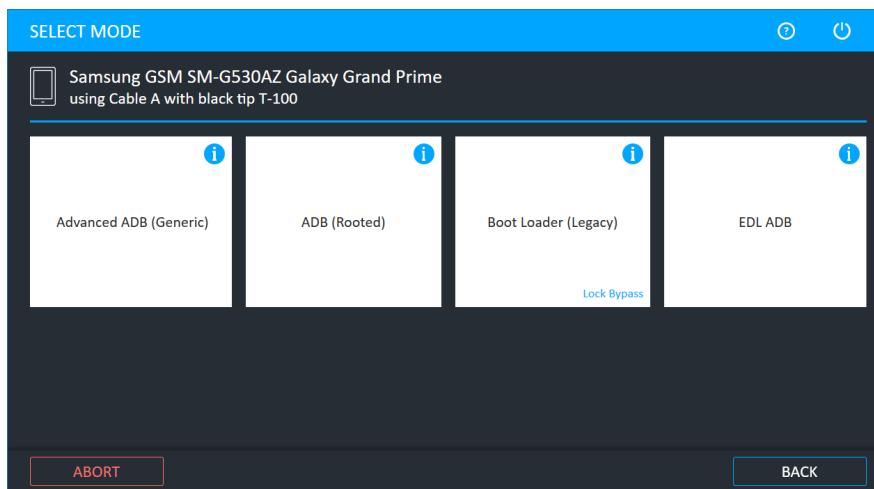 SELECT MODE
Samsung GSM SM-G530AZ Galaxy Grand Prime
using Cable A with black tip T-100
Advanced ADB (Generic)
ADB (Rooted)
Boot Loader (Legacy)
Lock Bypass
EDL ADB
ABORT
BACK